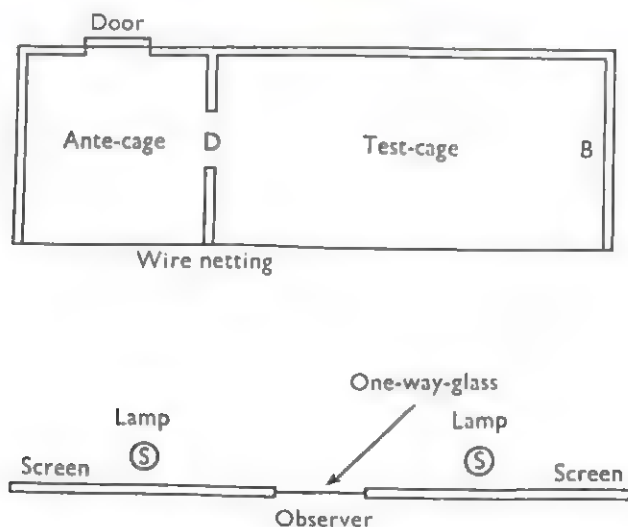 Door
Ante-cage
D
Test-cage
B
Wire netting
One-way-glass
Lamp
Lamp
S
S
Screen
Screen
Observer